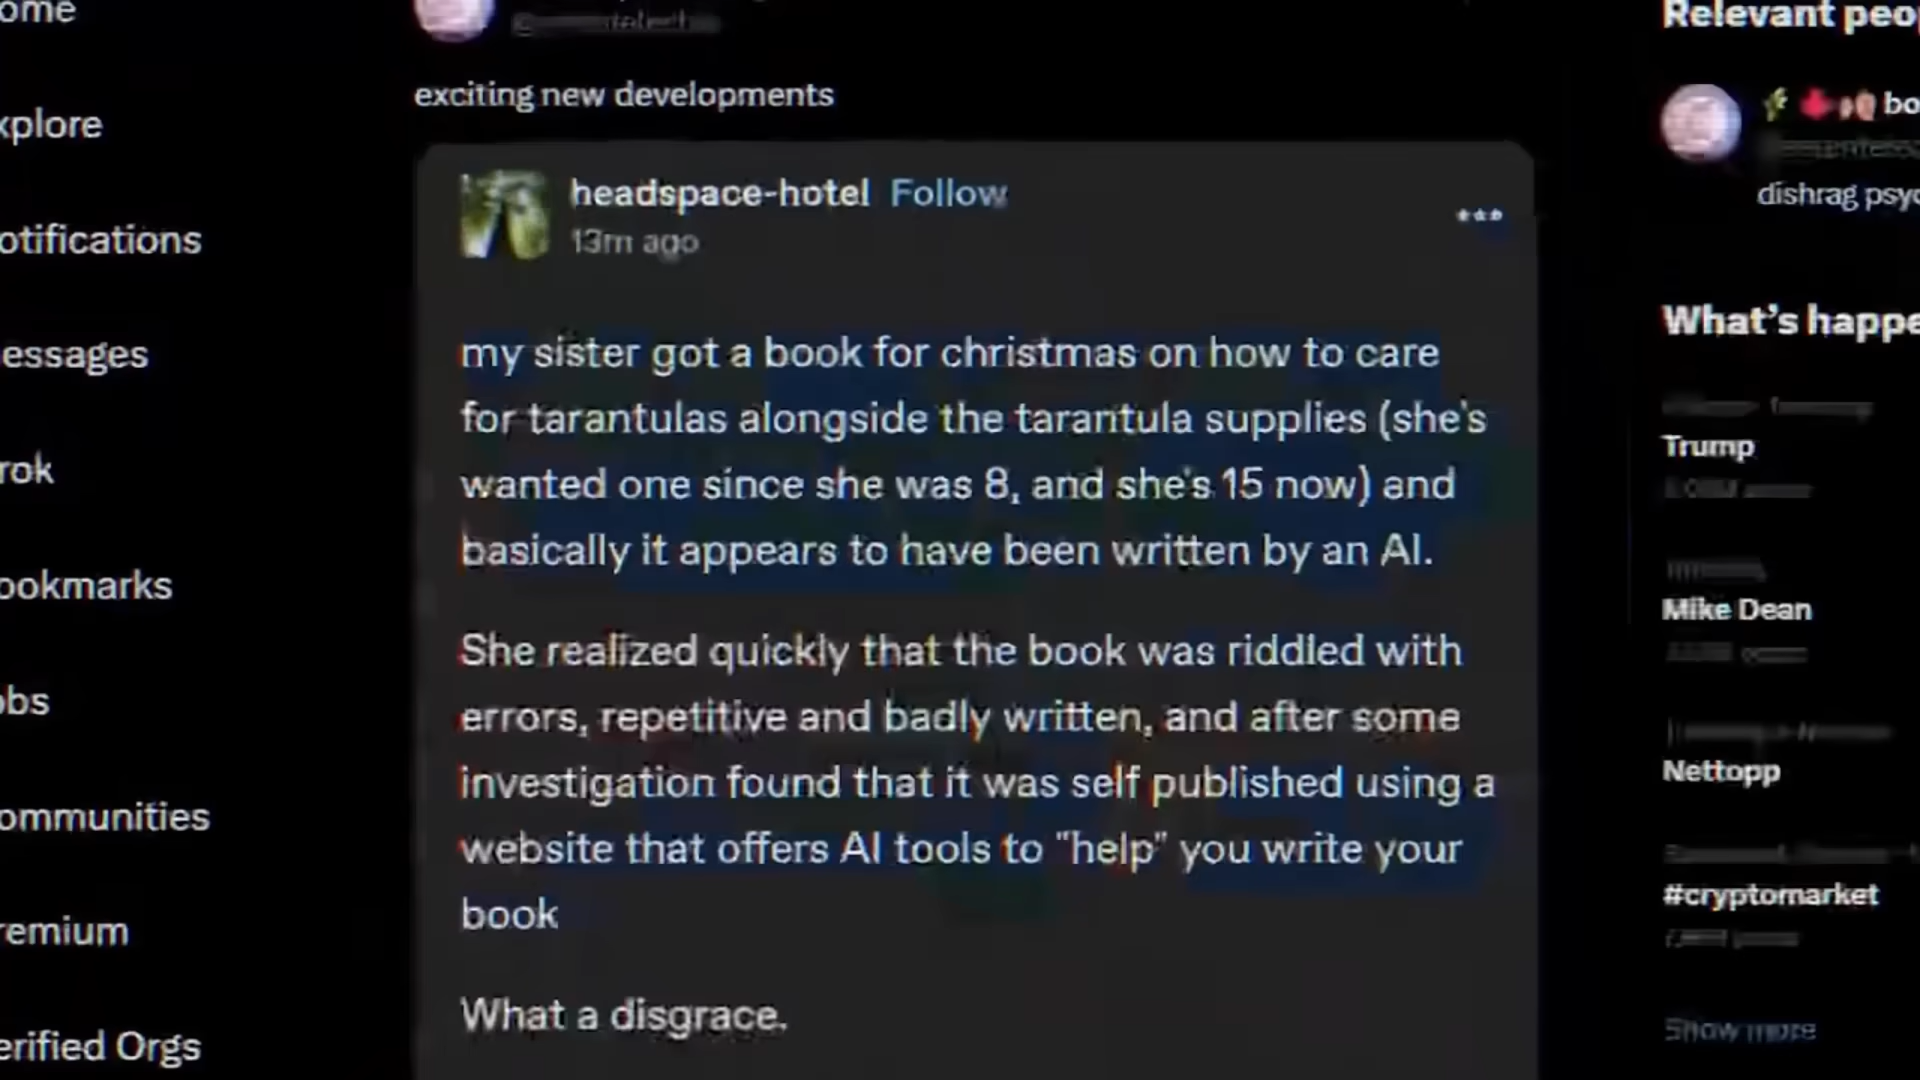 ome
xplore
otifications
essages
rok
ookmarks
obs
ommunities
remium
erified Orgs
exciting new developments
headspace-hotel Follow
13m ago
my sister got a book for christmas on how to care
for tarantulas alongside the tarantula supplies (she's
wanted one since she was 8, and she's 15 now) and
basically it appears to have been written by an AI.
She realized quickly that the book was riddled with
errors, repetitive and badly written, and after some
investigation found that it was self published using a
website that offers AI tools to "help" you write your
book
What a disgrace.
Relevant peo
bo
dishrag psyc
What's happe
Trump
Mike Dean
Nettopp
#cryptomarket
Show more